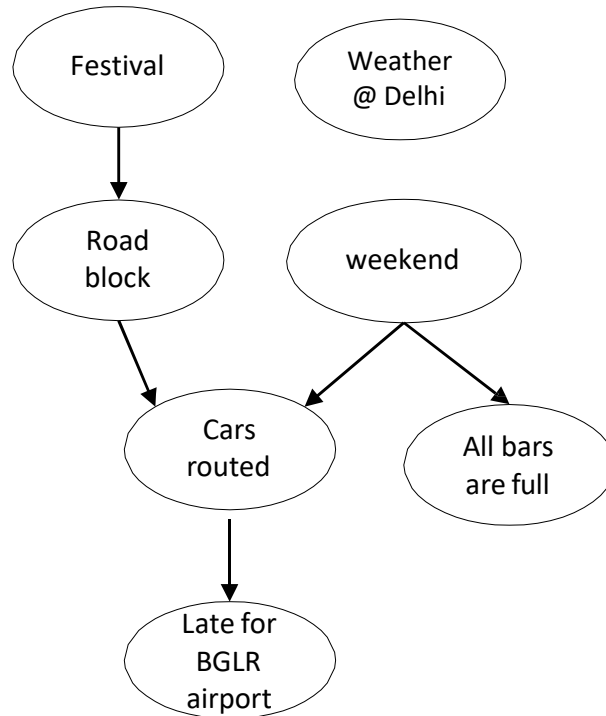 Festival
Weather
@ Delhi
Road
block
weekend
Cars
routed
All bars
are full
Late for
BGLR
airport